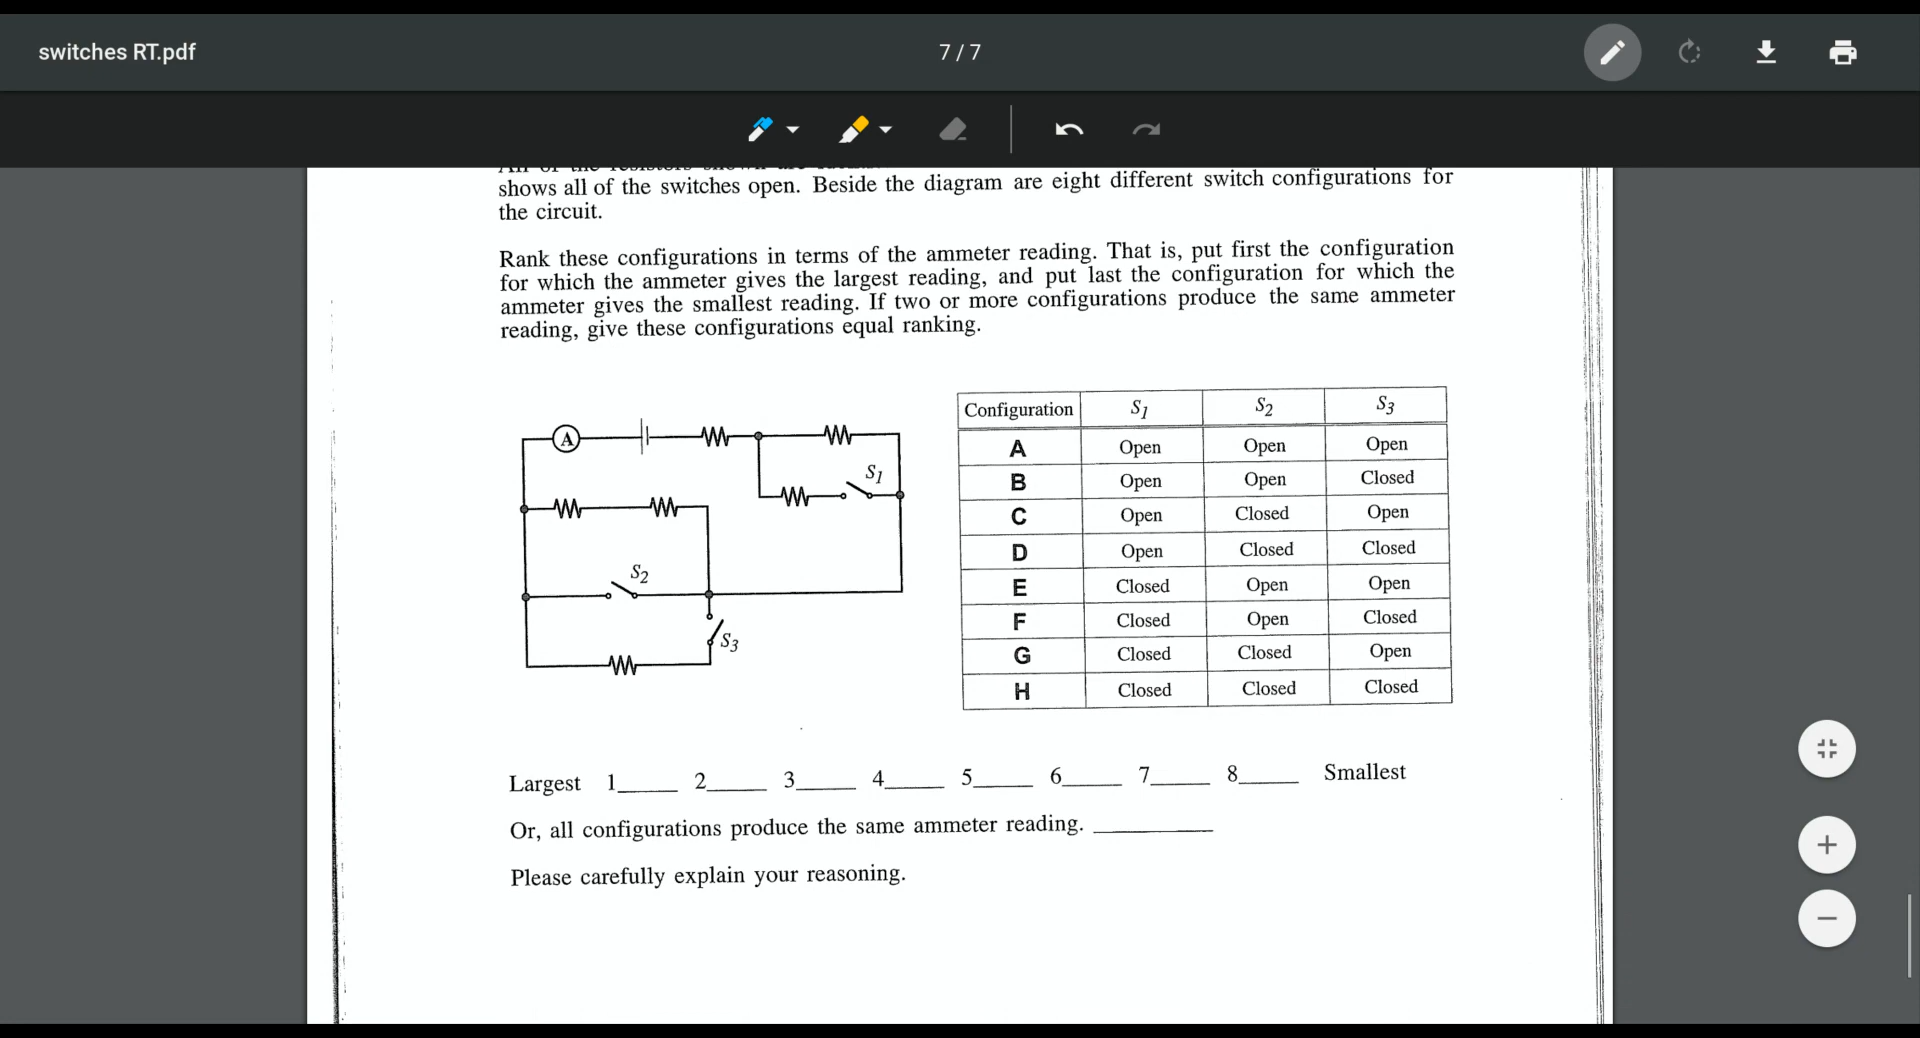 switches RT.pdf
7 / 7
shows all of the switches open. Beside the diagram are eight different switch configurations for
the circuit.
Rank these configurations in terms of the ammeter reading. That is, put first the configuration
for which the ammeter gives the largest reading, and put last the configuration for which the
ammeter gives the smallest reading. If two or more configurations produce the same ammeter
reading, give these configurations equal ranking.
A
S1
S2
S3
Configuration S1 S2 S3
A Open Open Open
B Open Open Closed
C Open Closed Open
D Open Closed Closed
E Closed Open Open
F Closed Open Closed
G Closed Closed Open
H Closed Closed Closed
Largest 1_____ 2_____ 3_____ 4_____ 5_____ 6_____ 7_____ 8_____ Smallest
Or, all configurations produce the same ammeter reading. __________
Please carefully explain your reasoning.